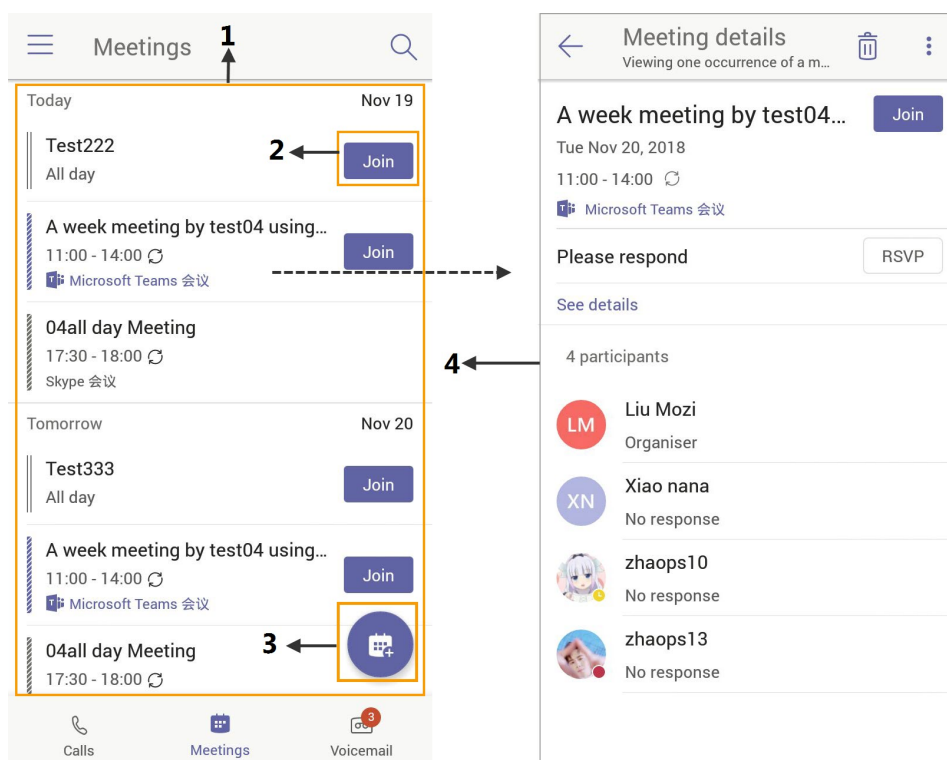 Meetings
1
Today
Nov 19
Test222
All day
2
Join
A week meeting by test04 using...
11:00 - 14:00
Microsoft Teams 会议
Join
04all day Meeting
17:30 - 18:00
Skype 会议
Tomorrow
Nov 20
Test333
All day
Join
A week meeting by test04 using...
11:00 - 14:00
Microsoft Teams 会议
Join
04all day Meeting
17:30 - 18:00
3
Calls
Meetings
3
Voicemail
4
Meeting details
Viewing one occurrence of a m...
A week meeting by test04...
Join
Tue Nov 20, 2018
11:00 - 14:00
Microsoft Teams 会议
Please respond
RSVP
See details
4 participants
LM
Liu Mozi
Organiser
XN
Xiao nana
No response
zhaops10
No response
zhaops13
No response